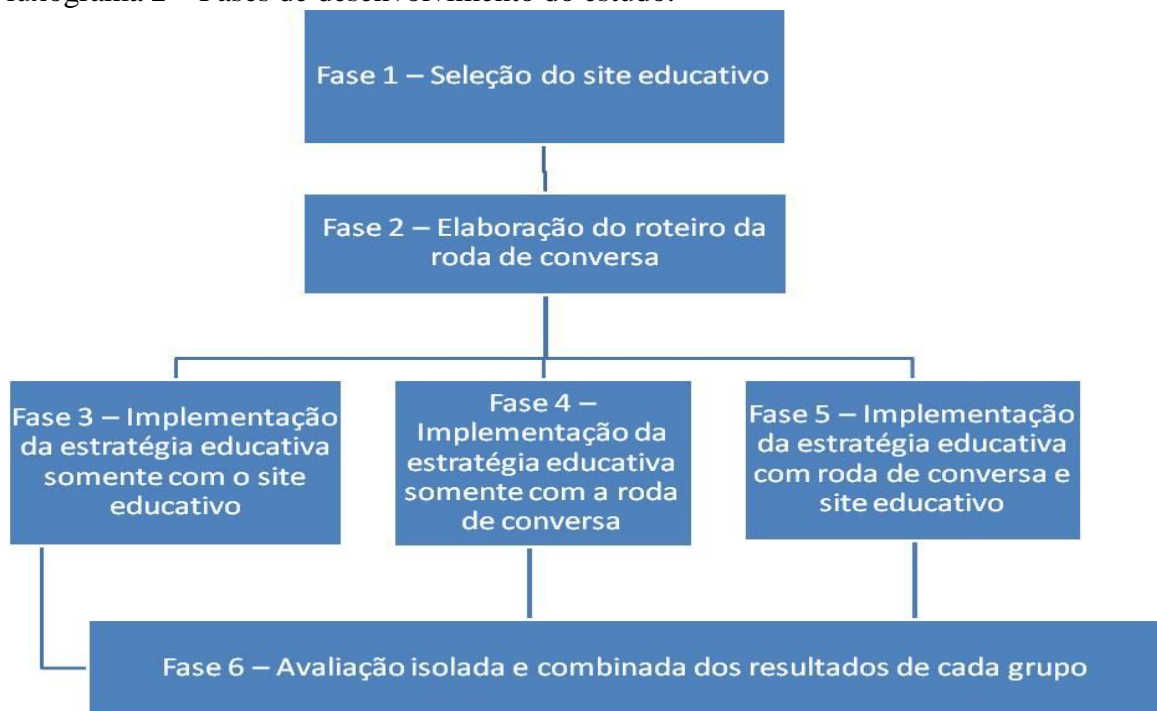 Fase 1 – Seleção do site educativo
Fase 2 – Elaboração do roteiro da
roda de conversa
Fase 3 – Implementação
da estratégia educativa
somente com o site
educativo
Fase 4 –
Implementação da
estratégia educativa
somente com a roda
de conversa
Fase 5 – Implementação
da estratégia educativa
com roda de conversa e
site educativo
Fase 6 – Avaliação isolada e combinada dos resultados de cada grupo